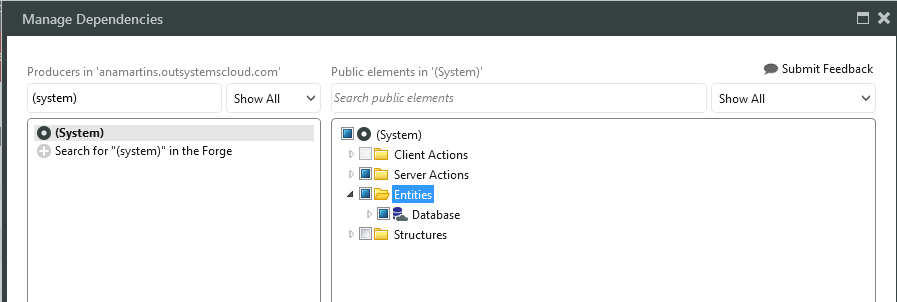 Manage Dependencies
Submit Feedback
Producers in 'anamartins.outsystemscloud.com'
Public elements in '(System)'
(system)
Show All
Search public elements
Show All
(System)
Search for "(system)" in the Forge
(System)
Client Actions
Server Actions
Entities
Database
Structures